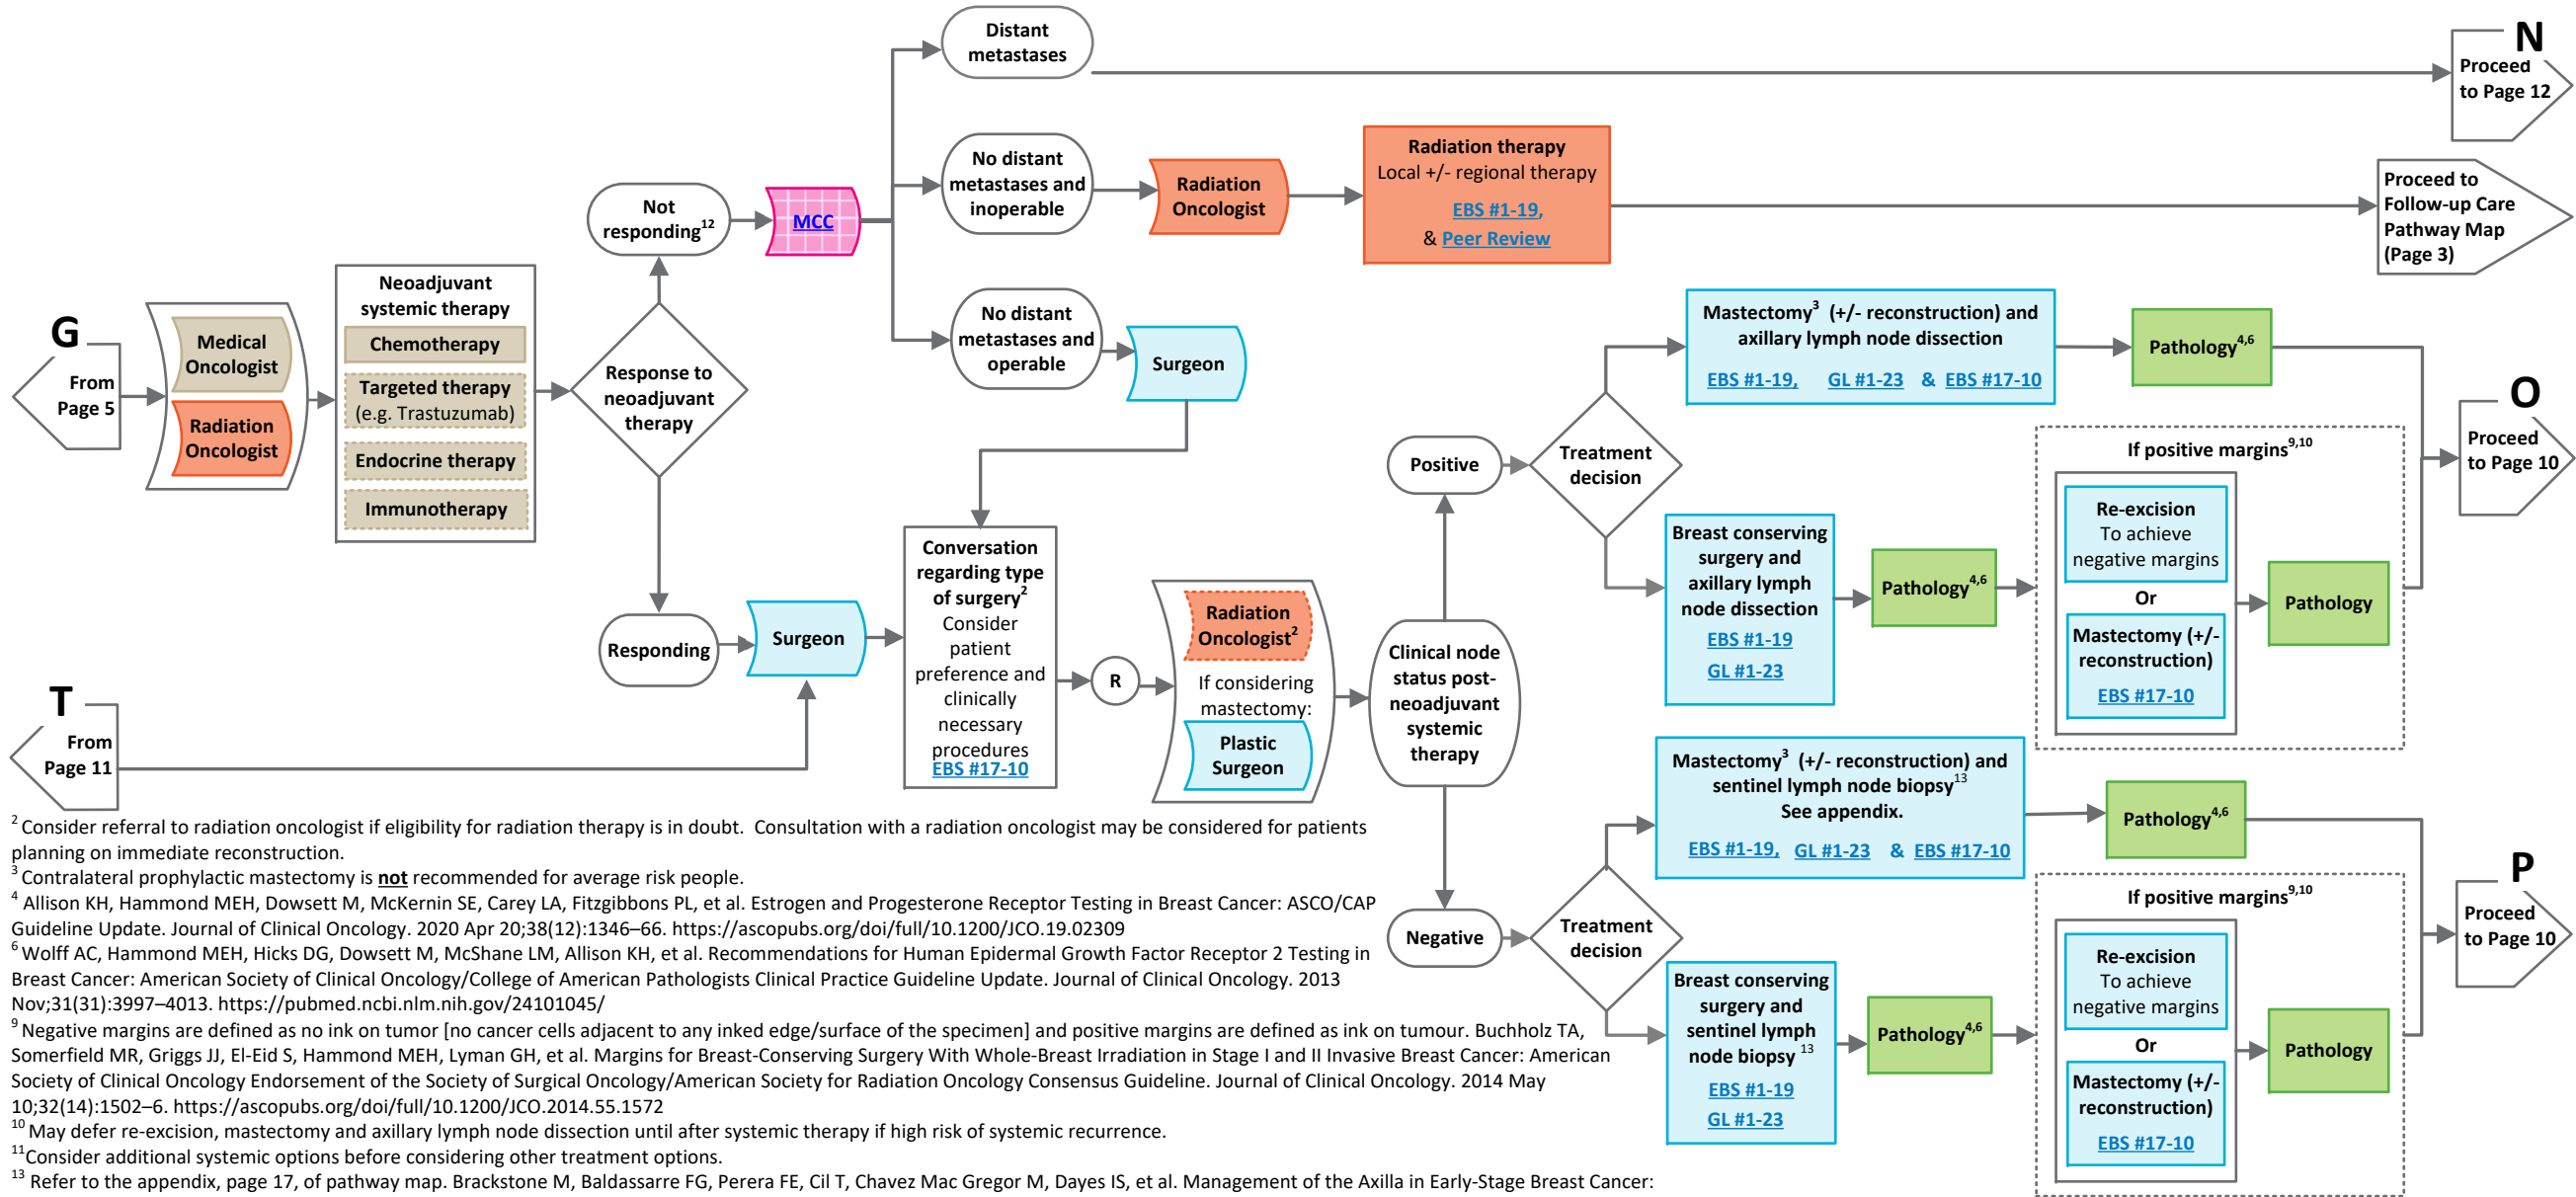 Distant
metastases
N
Proceed
to Page 12
No distant
metastases and
inoperable
Radiation
Oncologist
Radiation therapy
Local +/- regional therapy
EBS #1-19,
& Peer Review
Proceed to
Follow-up Care
Pathway Map
(Page 3)
Not
responding12
MCC
No distant
metastases and
operable
Surgeon
G
From
Page 5
Medical
Oncologist
Radiation
Oncologist
Neoadjuvant
systemic therapy
Chemotherapy
Targeted therapy
(e.g. Trastuzumab)
Endocrine therapy
Immunotherapy
Response to
neoadjuvant
therapy
Responding
Surgeon
T
From
Page 11
Conversation
regarding type
of surgery2
Consider
patient
preference and
clinically
necessary
procedures
EBS #17-10
R
Radiation
Oncologist2
If considering
mastectomy:
Plastic
Surgeon
Clinical node
status post-
neoadjuvant
systemic
therapy
Positive
Treatment
decision
Mastectomy3 (+/- reconstruction) and
axillary lymph node dissection
EBS #1-19, GL #1-23 & EBS #17-10
Pathology4,6
Breast conserving
surgery and
axillary lymph
node dissection
EBS #1-19
GL #1-23
Pathology4,6
If positive margins9,10
Re-excision
To achieve
negative margins
Or
Mastectomy (+/-
reconstruction)
EBS #17-10
Pathology
O
Proceed
to Page 10
Negative
Treatment
decision
Mastectomy3 (+/- reconstruction) and
sentinel lymph node biopsy13
See appendix.
EBS #1-19, GL #1-23 & EBS #17-10
Pathology4,6
Breast conserving
surgery and
sentinel lymph
node biopsy 13
EBS #1-19
GL #1-23
Pathology4,6
If positive margins9,10
Re-excision
To achieve
negative margins
Or
Mastectomy (+/-
reconstruction)
EBS #17-10
Pathology
P
Proceed
to Page 10
2 Consider referral to radiation oncologist if eligibility for radiation therapy is in doubt. Consultation with a radiation oncologist may be considered for patients
planning on immediate reconstruction.
3 Contralateral prophylactic mastectomy is not recommended for average risk people.
4 Allison KH, Hammond MEH, Dowsett M, McKernin SE, Carey LA, Fitzgibbons PL, et al. Estrogen and Progesterone Receptor Testing in Breast Cancer: ASCO/CAP
Guideline Update. Journal of Clinical Oncology. 2020 Apr 20;38(12):1346–66. https://ascopubs.org/doi/full/10.1200/JCO.19.02309
6 Wolff AC, Hammond MEH, Hicks DG, Dowsett M, McShane LM, Allison KH, et al. Recommendations for Human Epidermal Growth Factor Receptor 2 Testing in
Breast Cancer: American Society of Clinical Oncology/College of American Pathologists Clinical Practice Guideline Update. Journal of Clinical Oncology. 2013
Nov;31(31):3997–4013. https://pubmed.ncbi.nlm.nih.gov/24101045/
9 Negative margins are defined as no ink on tumor [no cancer cells adjacent to any inked edge/surface of the specimen] and positive margins are defined as ink on tumour. Buchholz TA,
Somerfield MR, Griggs JJ, El-Eid S, Hammond MEH, Lyman GH, et al. Margins for Breast-Conserving Surgery With Whole-Breast Irradiation in Stage I and II Invasive Breast Cancer: American
Society of Clinical Oncology Endorsement of the Society of Surgical Oncology/American Society for Radiation Oncology Consensus Guideline. Journal of Clinical Oncology. 2014 May
10;32(14):1502–6. https://ascopubs.org/doi/full/10.1200/JCO.2014.55.1572
10 May defer re-excision, mastectomy and axillary lymph node dissection until after systemic therapy if high risk of systemic recurrence.
11Consider additional systemic options before considering other treatment options.
13 Refer to the appendix, page 17, of pathway map. Brackstone M, Baldassarre FG, Perera FE, Cil T, Chavez Mac Gregor M, Dayes IS, et al. Management of the Axilla in Early-Stage Breast Cancer: